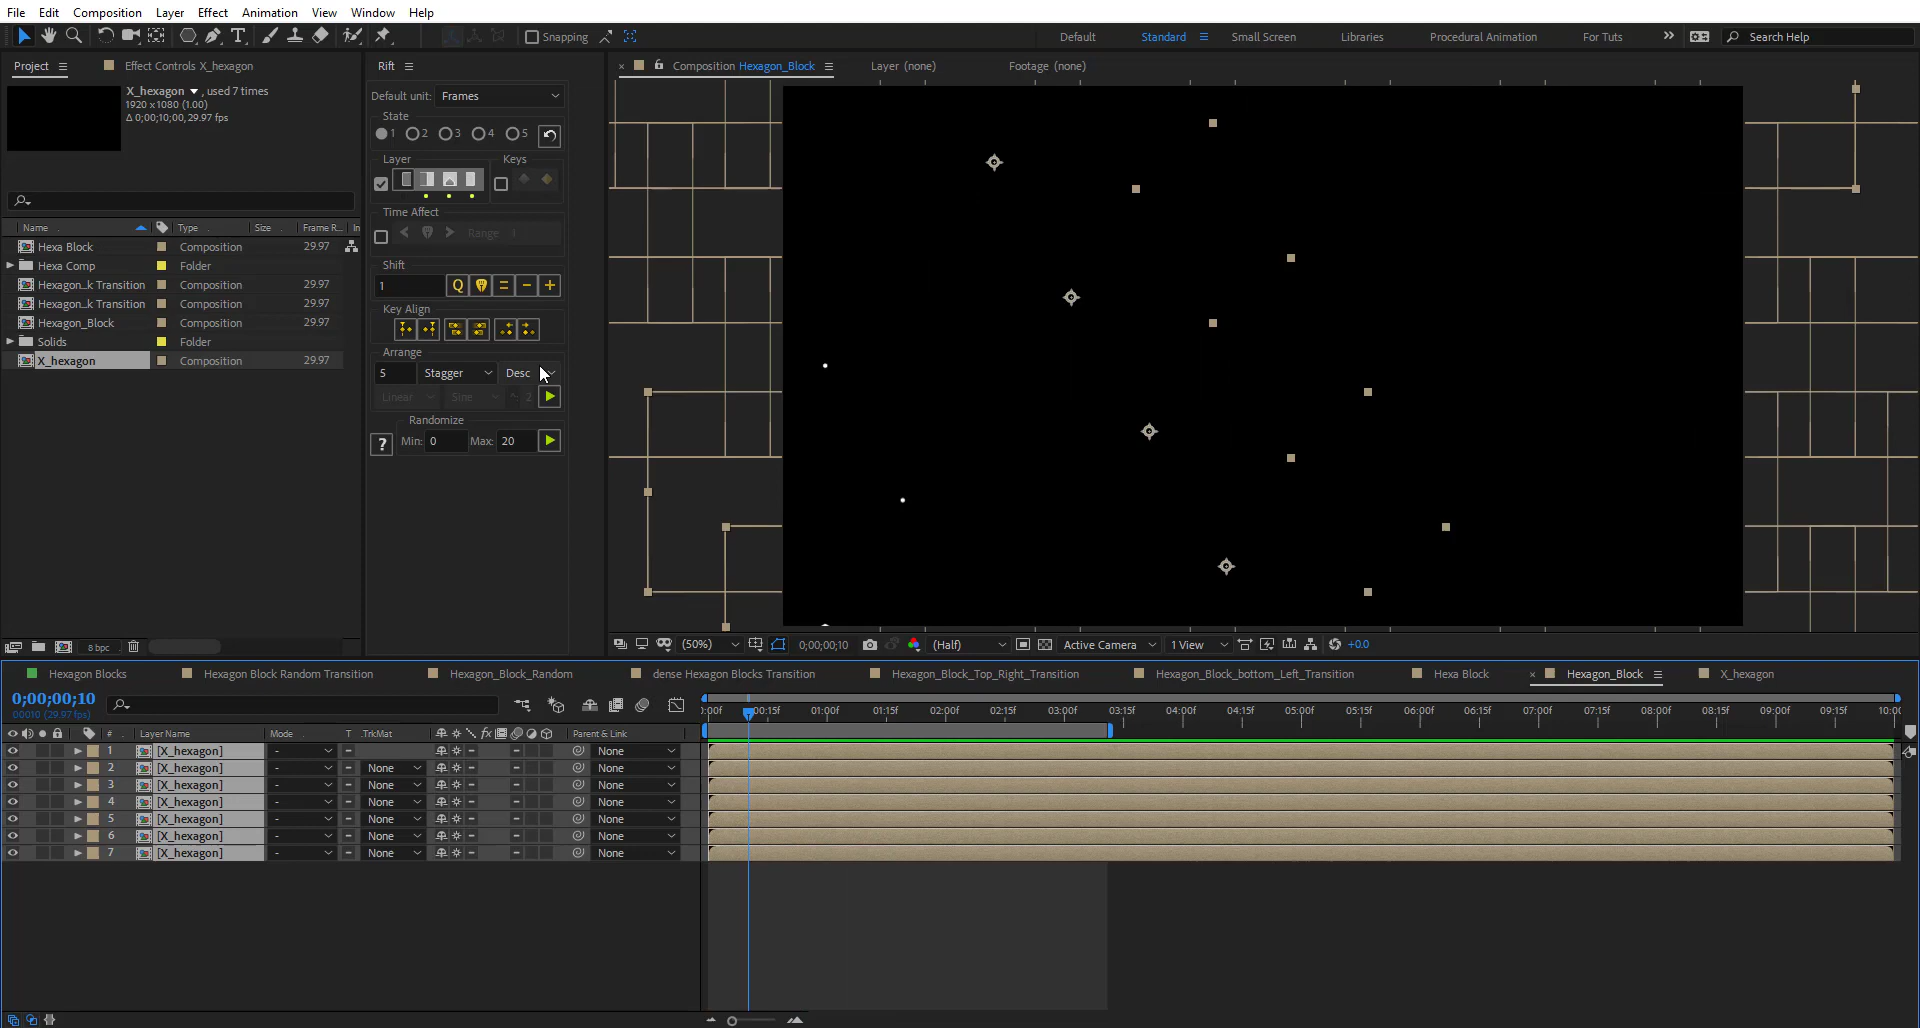 File Edit Composition Layer Effect Animation View Window Help
Snapping Default Standard Small Screen Libraries Procedural Animation For Tuts Search Help
Project Effect Controls X_hexagon
X_hexagon , used 7 times
1920 x1080 (1.00)
Δ 0;00;10;00, 29.97 fps
Name Type Size Frame R... In
Hexa Block Composition 29.97
Hexa Comp Folder
Hexagon_k Transition Composition 29.97
Hexagon_k Transition Composition 29.97
Hexagon_Block Composition 29.97
Solids Folder
X_hexagon Composition 29.97
8 bpc
Rift
Default unit: Frames
State
1 2 3 4 5
Layer Keys
Time Affect
Range 1
Shift
1 Q = - +
Key Align
Arrange
5 Stagger Desc
Linear Sine ^: 2
Randomize
? Min: 0 Max: 20
Composition Hexagon_Block Layer (none) Footage (none)
(50%) 0;00;00;10 (Half) Active Camera 1 View +0.0
Hexagon Blocks Hexagon Block Random Transition Hexagon_Block_Random dense Hexagon Blocks Transition Hexagon_Block_Top_Right_Transition Hexagon_Block_bottom_Left_Transition Hexa Block Hexagon_Block X_hexagon
0;00;00;10
00010 (29.97 fps)
):00f 00:15f 01:00f 01:15f 02:00f 02:15f 03:00f 03:15f 04:00f 04:15f 05:00f 05:15f 06:00f 06:15f 07:00f 07:15f 08:00f 08:15f 09:00f 09:15f 10:00
# Layer Name Mode T .TrkMat fx Parent & Link
1 [X_hexagon] - None
2 [X_hexagon] - None None
3 [X_hexagon] - None None
4 [X_hexagon] - None None
5 [X_hexagon] - None None
6 [X_hexagon] - None None
7 [X_hexagon] - None None